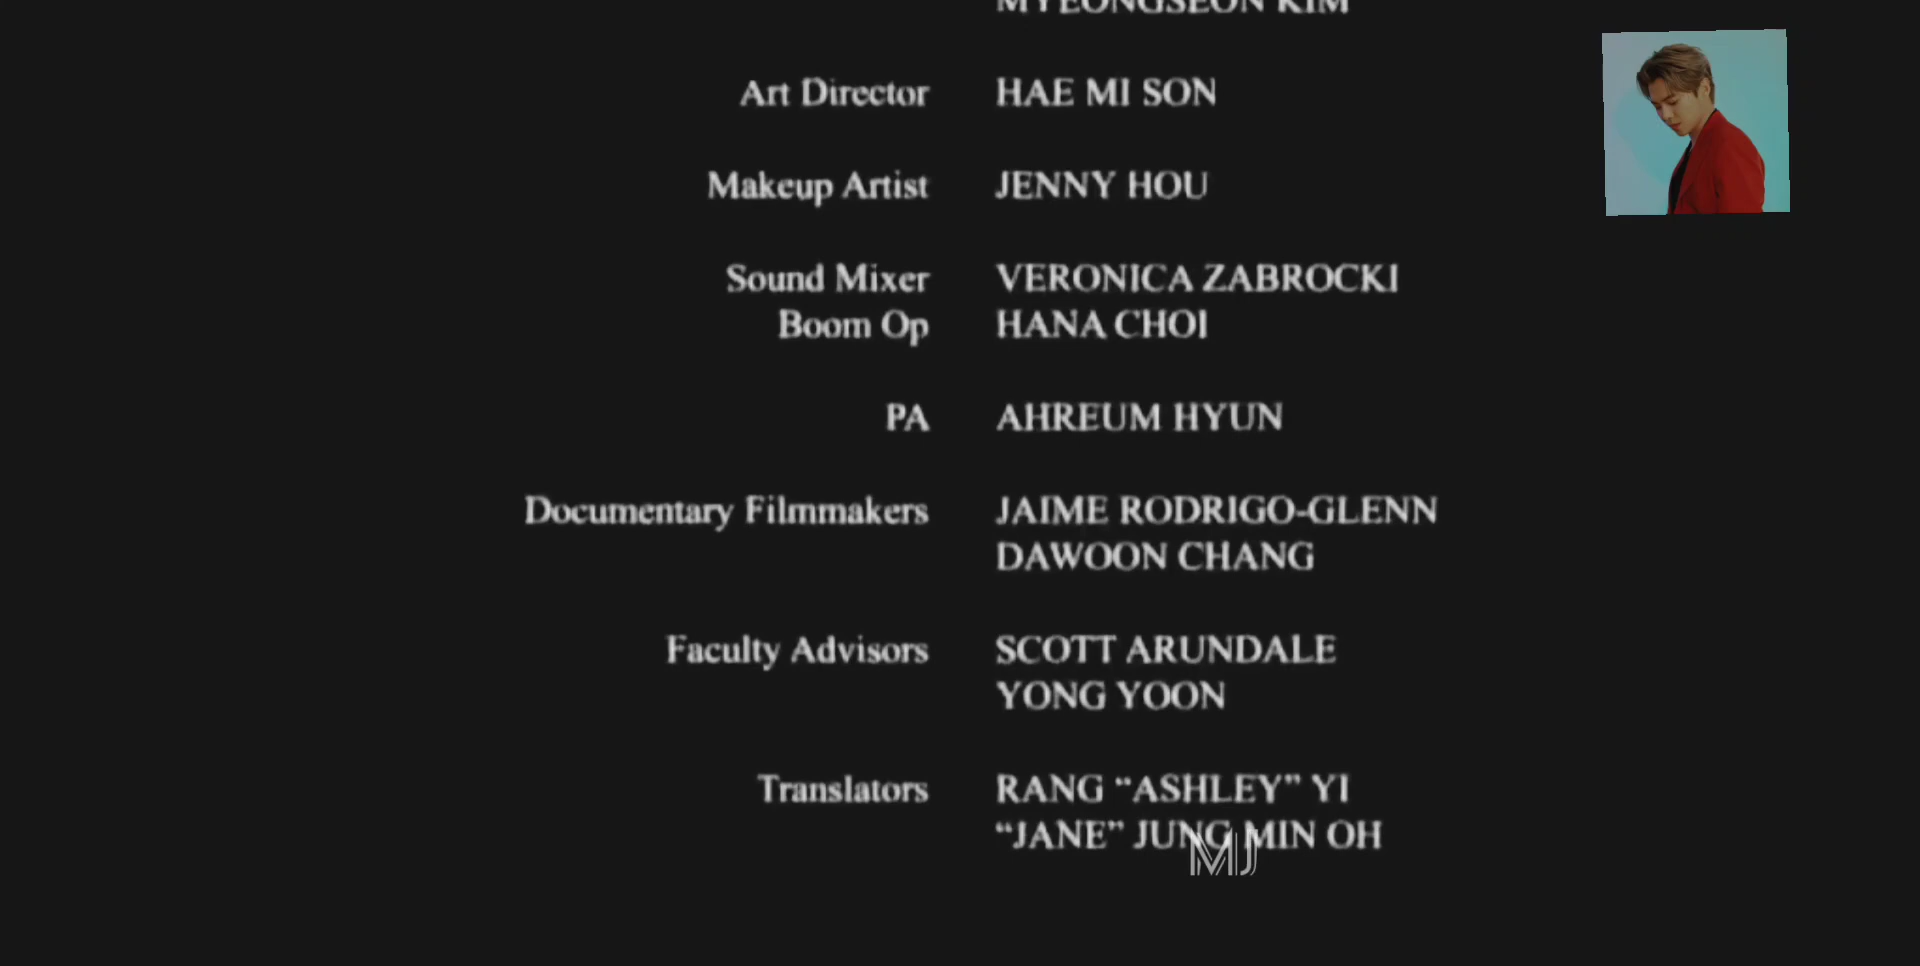 MYEONGSEON KIM
Art Director HAE MI SON
Makeup Artist JENNY HOU
Sound Mixer VERONICA ZABROCKI
Boom Op HANA CHOI
PA AHREUM HYUN
Documentary Filmmakers JAIME RODRIGO-GLENN
DAWOON CHANG
Faculty Advisors SCOTT ARUNDALE
YONG YOON
Translators RANG “ASHLEY” YI
“JANE” JUNG MIN OH
MJ